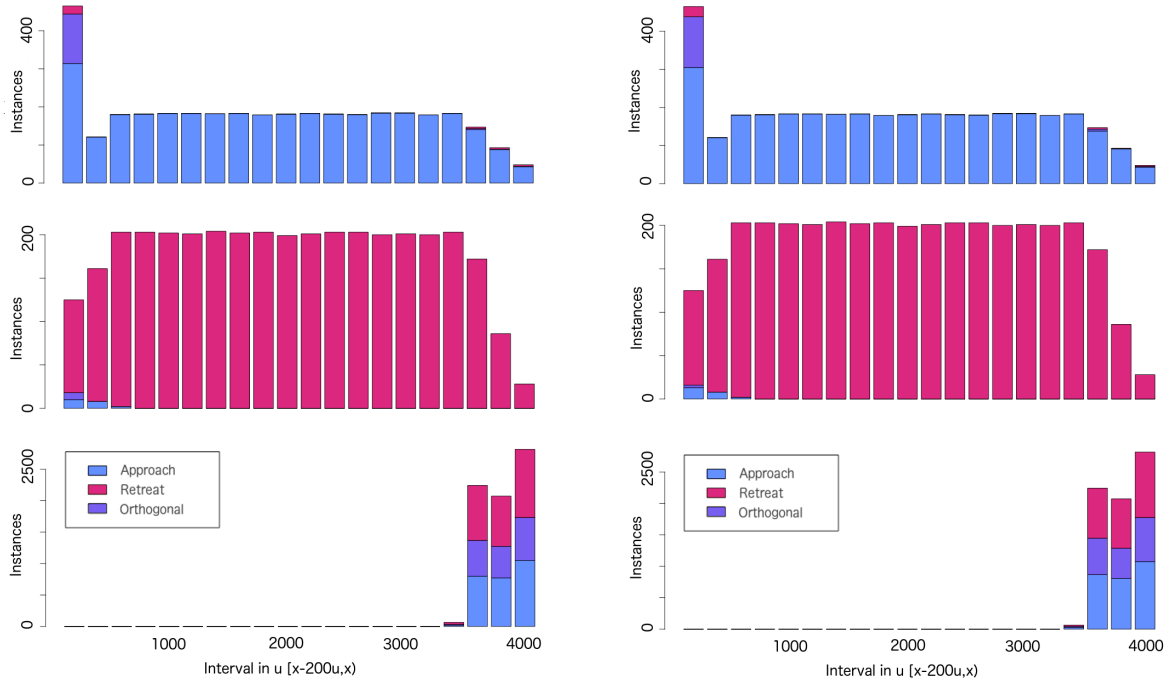 400
0
Instances
400
0
Instances
200
0
Instances
200
0
Instances
2500
0
Instances
Approach
Retreat
Orthogonal
1000
2000
3000
4000
Interval in u [x-200u,x)
2500
0
Instances
Approach
Retreat
Orthogonal
1000
2000
3000
4000
Interval in u [x-200u,x)